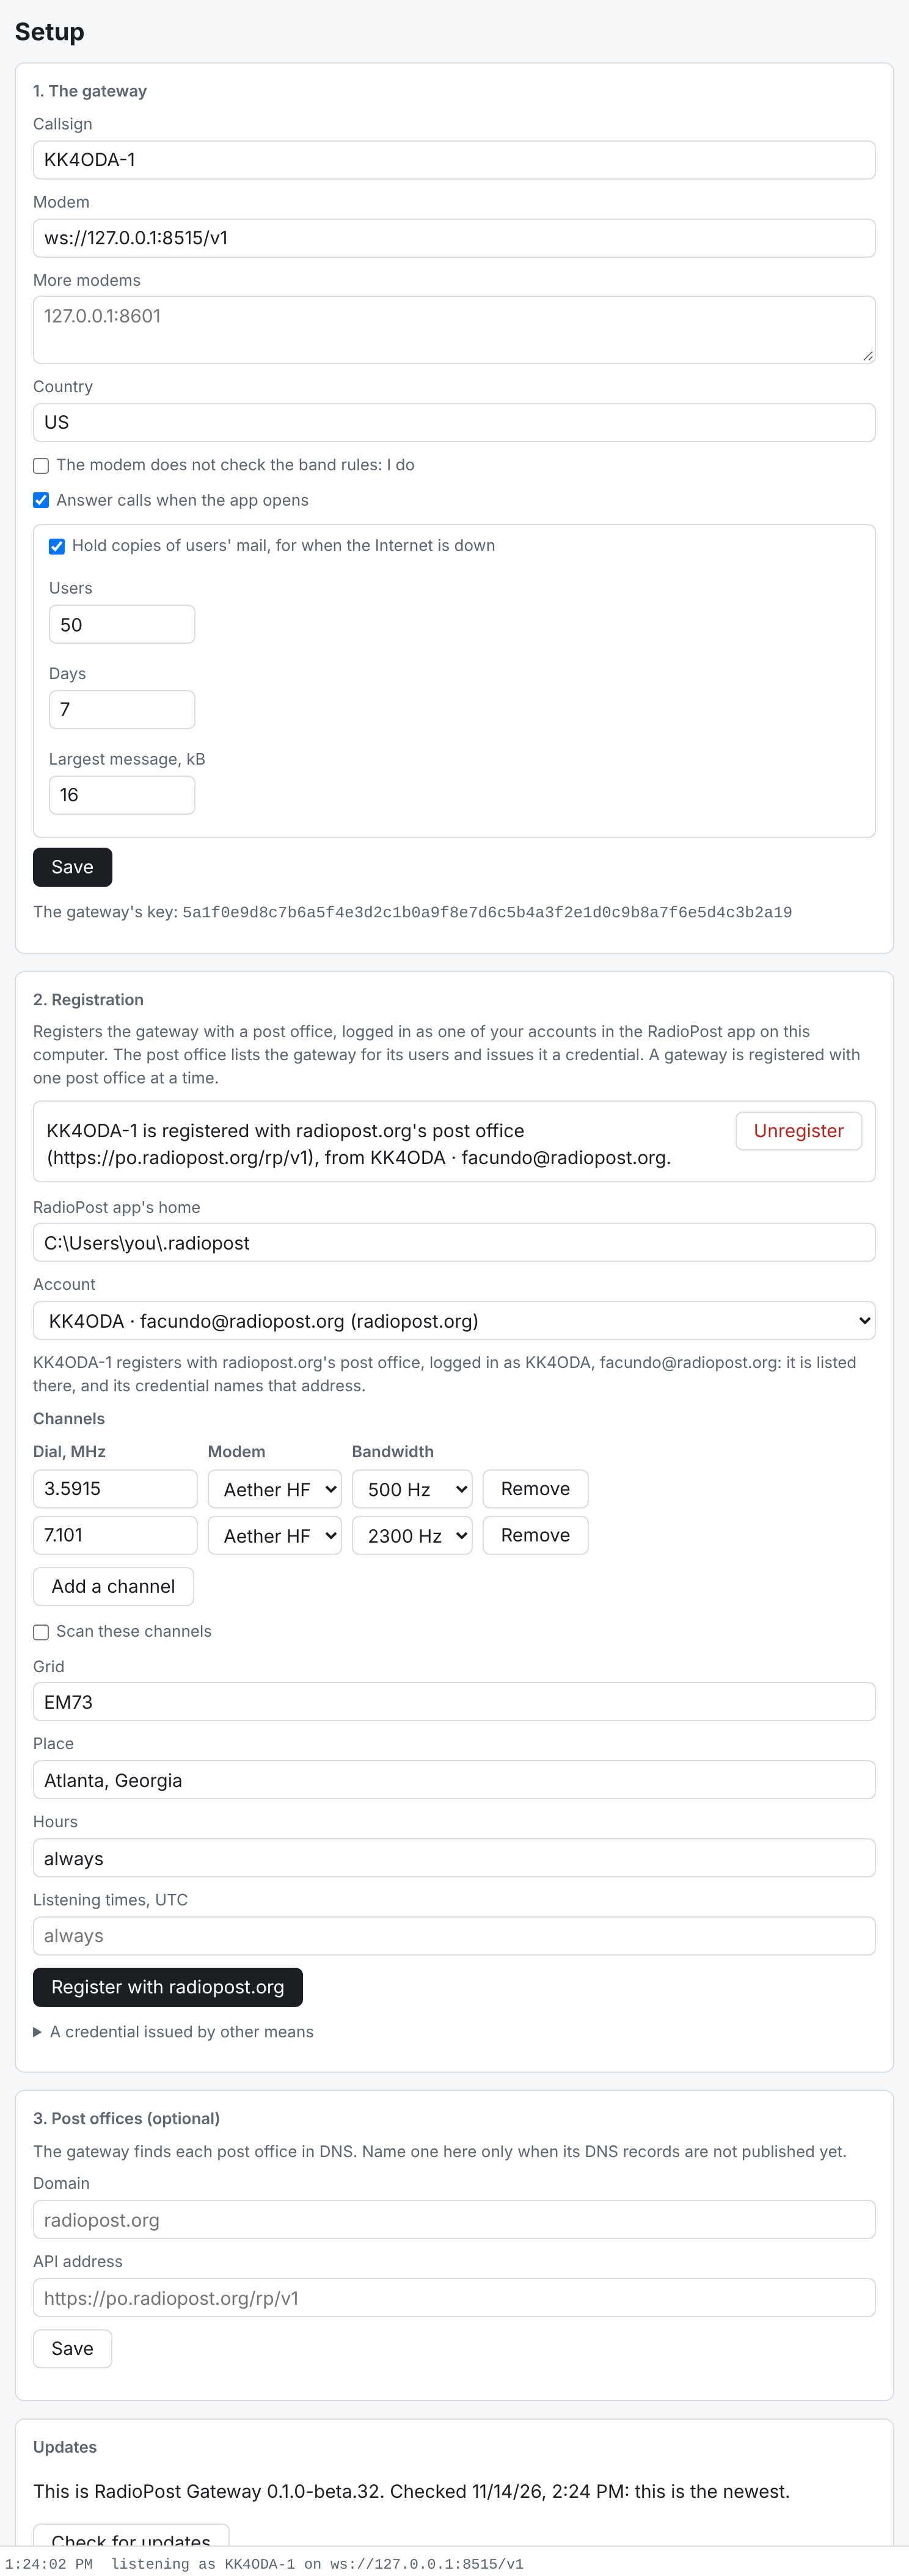 Setup
1. The gateway
Callsign
KK4ODA-1
Modem
ws://127.0.0.1:8515/v1
More modems
127.0.0.1:8601
Country
US
The modem does not check the band rules: I do
Answer calls when the app opens
Hold copies of users' mail, for when the Internet is down
Users
50
Days
7
Largest message, kB
16
Save
The gateway's key: 5a1f0e9d8c7b6a5f4e3d2c1b0a9f8e7d6c5b4a3f2e1d0c9b8a7f6e5d4c3b2a19
2. Registration
Registers the gateway with a post office, logged in as one of your accounts in the RadioPost app on this
computer. The post office lists the gateway for its users and issues it a credential. A gateway is registered with
one post office at a time.
KK4ODA-1 is registered with radiopost.org's post office
(https://po.radiopost.org/rp/v1), from KK4ODA · facundo@radiopost.org.
Unregister
RadioPost app's home
C:\Users\you\.radiopost
Account
KK4ODA · facundo@radiopost.org (radiopost.org)
KK4ODA-1 registers with radiopost.org's post office, logged in as KK4ODA, facundo@radiopost.org: it is listed
there, and its credential names that address.
Channels
Dial, MHz Modem Bandwidth
3.5915 Aether HF 500 Hz Remove
7.101 Aether HF 2300 Hz Remove
Add a channel
Scan these channels
Grid
EM73
Place
Atlanta, Georgia
Hours
always
Listening times, UTC
always
Register with radiopost.org
A credential issued by other means
3. Post offices (optional)
The gateway finds each post office in DNS. Name one here only when its DNS records are not published yet.
Domain
radiopost.org
API address
https://po.radiopost.org/rp/v1
Save
Updates
This is RadioPost Gateway 0.1.0-beta.32. Checked 11/14/26, 2:24 PM: this is the newest.
Check for updates
1:24:02 PM listening as KK4ODA-1 on ws://127.0.0.1:8515/v1